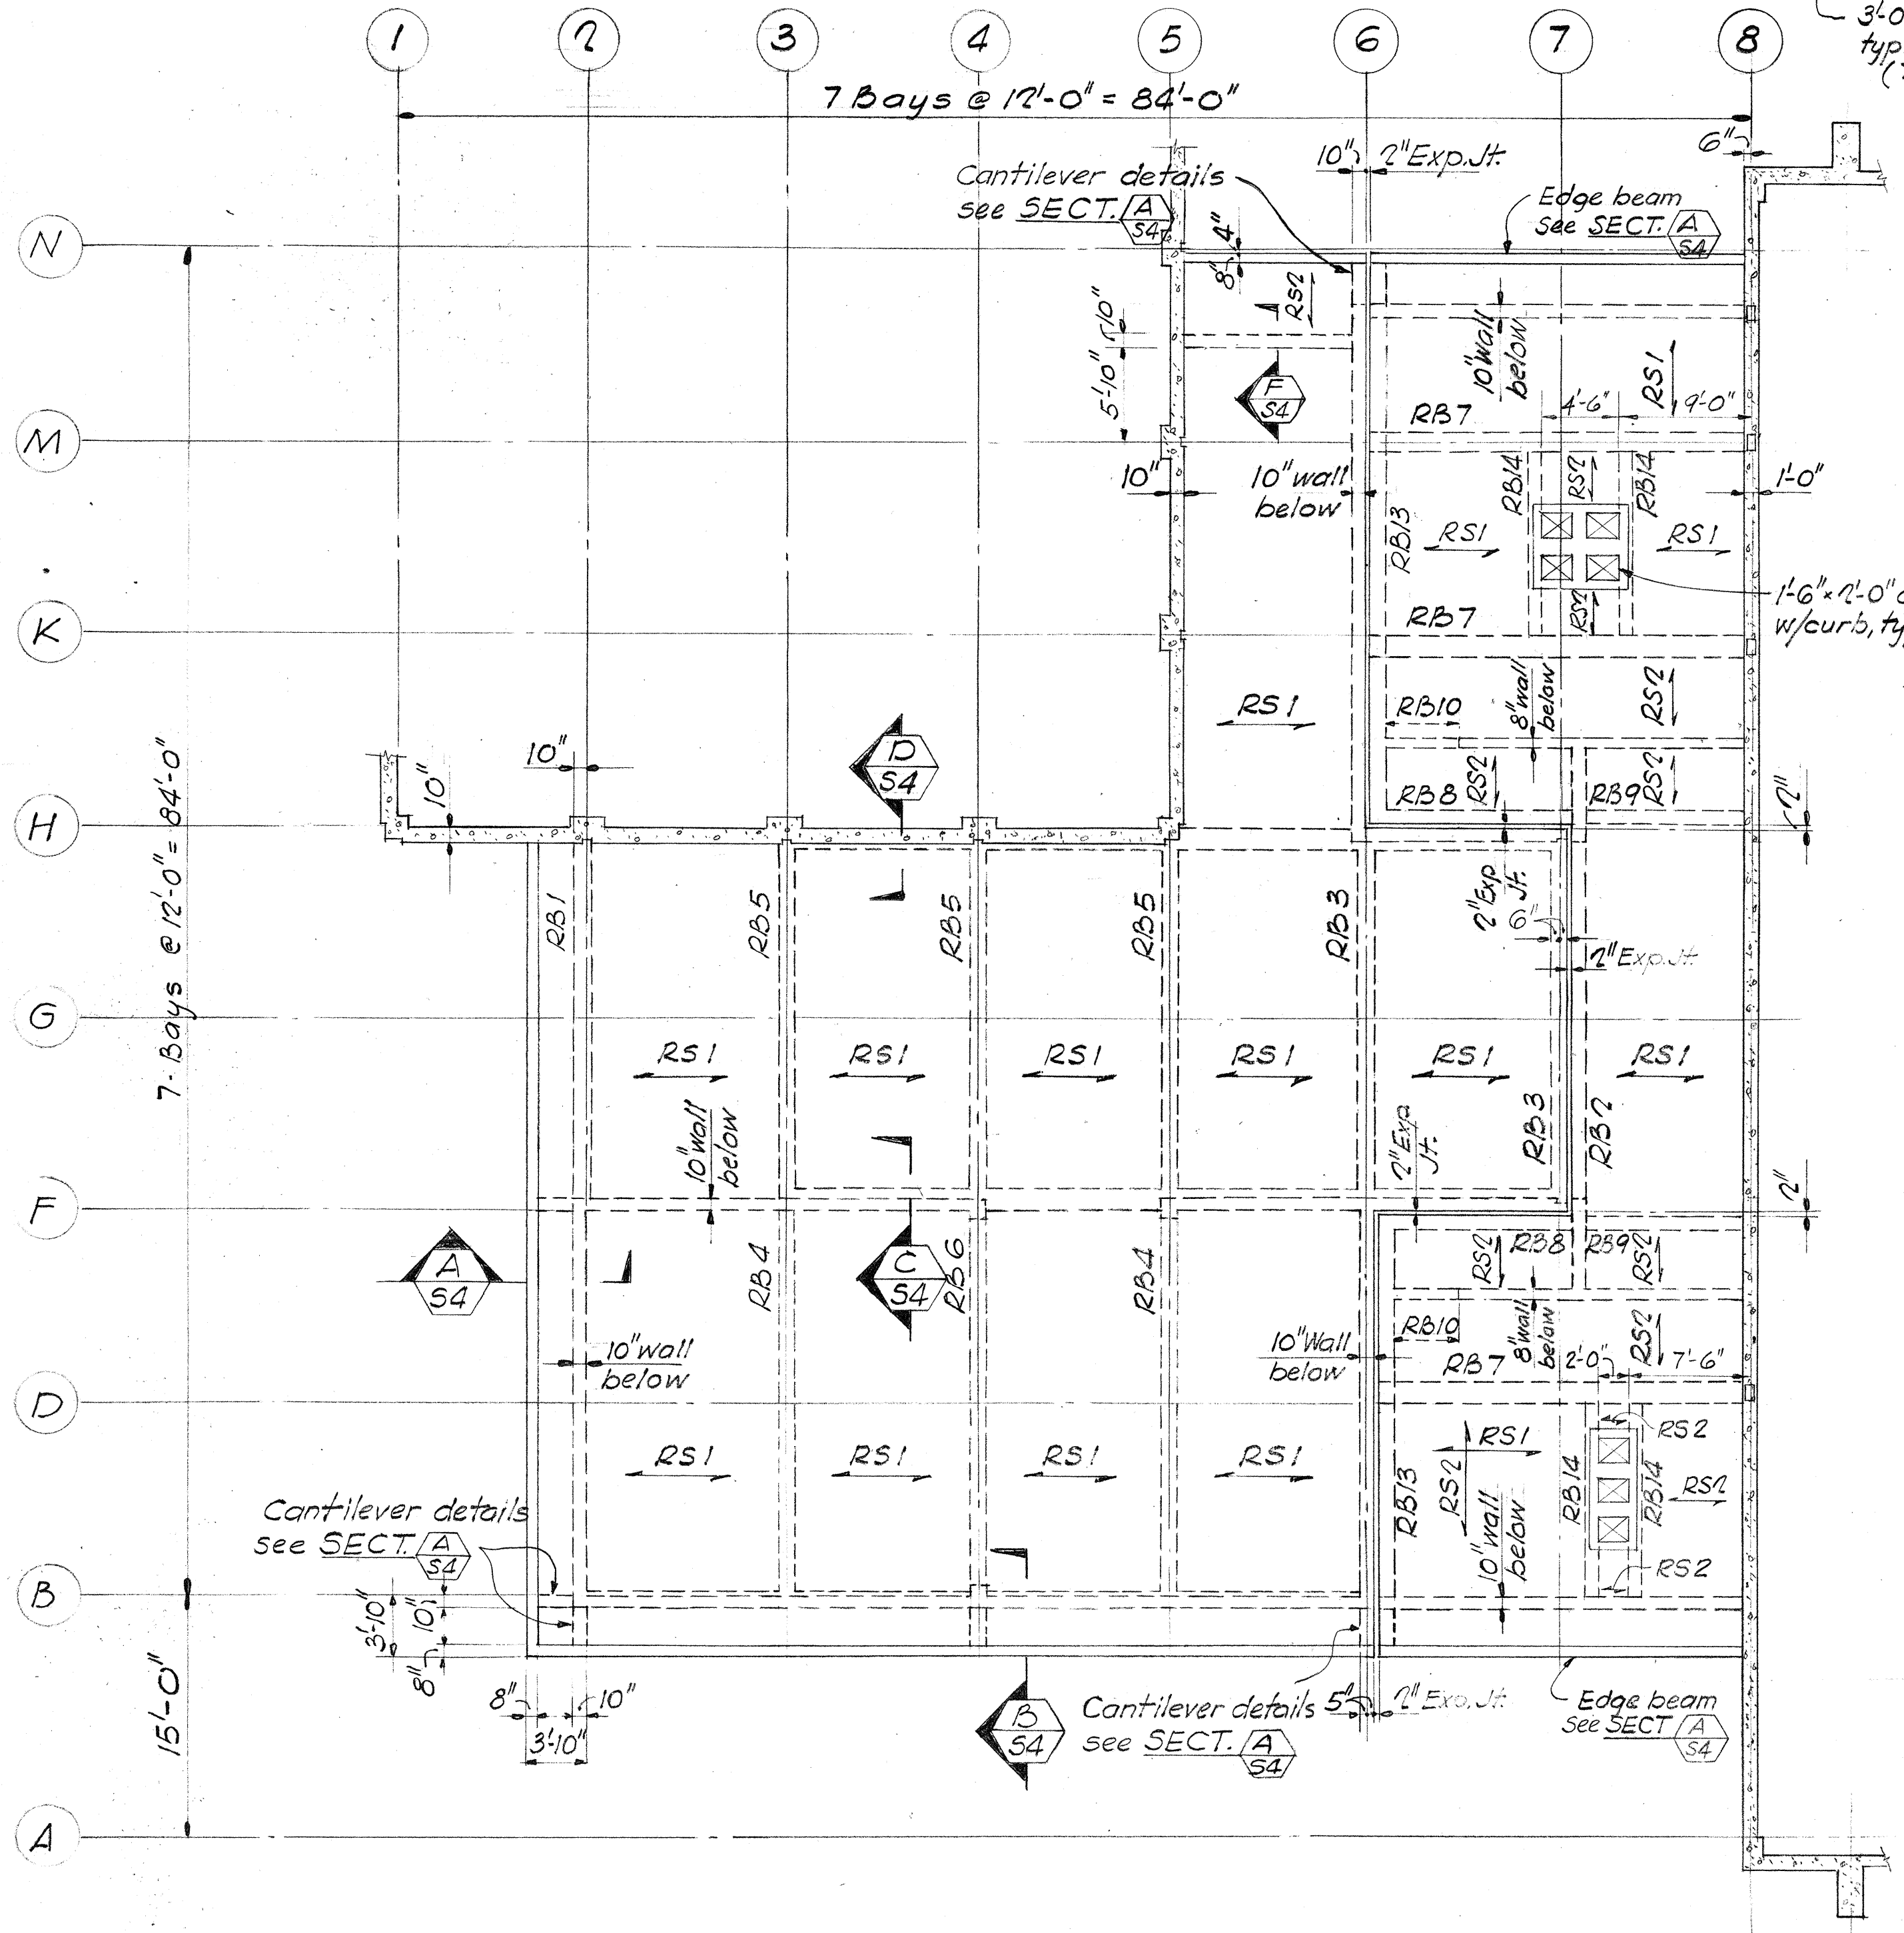 1 2 3 4 5 6 7 8
3'-0
typ.
7 Bays @ 12'-0" = 84'-0"
6"
10" 2" Exp. Jt.
Cantilever details
see SECT. A
S4
Edge beam
see SECT. A
S4
N
8" 4"
RS2
10" wall
below
5'-10" 10"
RS1
F
S4
RB7
4'-6" 9'-0"
M
10"
10" wall
below
1'-0"
RB14
RS2
RB14
RB13
RS1
RS1
1'-6" x 2'-0"
w/curb,
K
RB7
RS2
RS1
RB10
8" wall
below
RS2
7-Bays @ 12'-0" = 84'-0"
10"
10"
D
S4
RB8
RS2
RB9
RS2
2"
H
RB1
RB5
RB5
RB5
RB3
2" Exp
Jt.
6"
2" Exp. Jt.
G
RS1
RS1
RS1
RS1
RS1
RS1
10" wall
below
2" Exp
Jt.
RB3
RB2
2"
F
A
S4
RB4
C
S4
RB6
RB4
RS2
RB8
RB9
RS2
RB10
8" wall
below
RS2
10" wall
below
10" Wall
below
RB7
2'-0"
7'-6"
D
RS2
RS1
RS1
RS1
RS1
RS1
RS2
RB13
10" wall
below
RB14
RB14
RS2
Cantilever details
see SECT. A
S4
RS2
B
3'-10"
10"
8"
15'-0"
8" 10"
3'-10"
B
S4
Cantilever details
see SECT. A
S4
5" 2" Exp. Jt.
Edge beam
see SECT A
S4
A